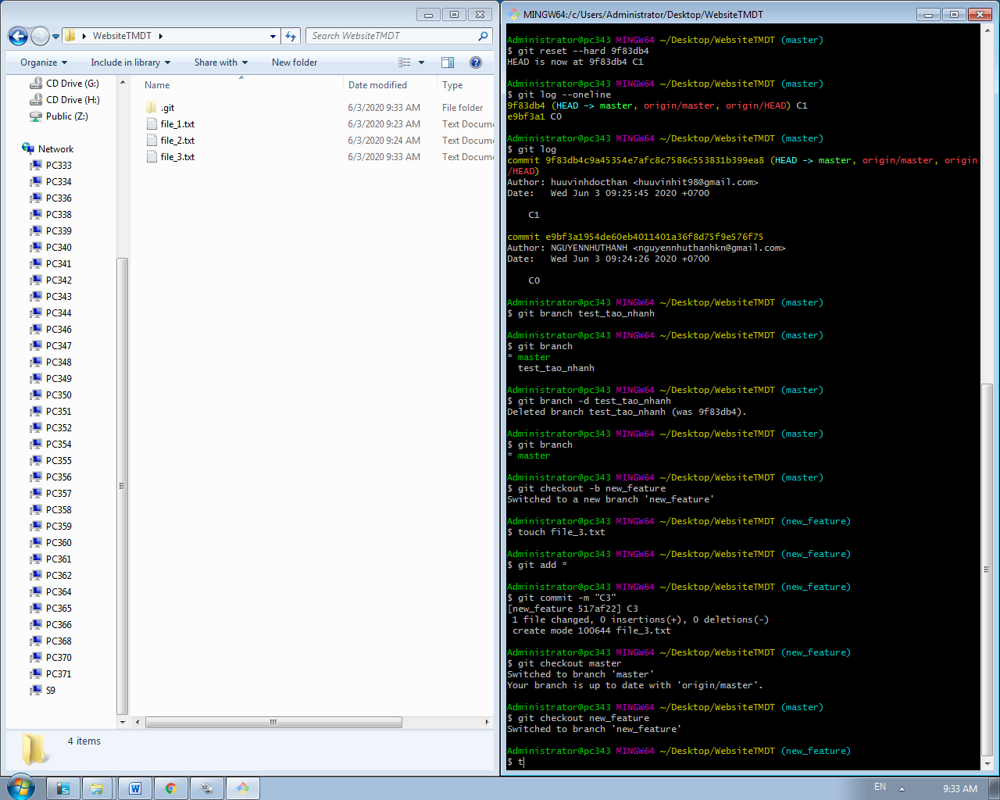 WebsiteTMDT
Search WebsiteTMDT
Organize
Include in library
Share with
New folder
CD Drive (G:)
CD Drive (H:)
Public (Z:)
Network
PC333
PC334
PC336
PC338
PC339
PC340
PC341
PC342
PC343
PC344
PC346
PC347
PC348
PC349
PC350
PC351
PC352
PC354
PC355
PC356
PC357
PC358
PC359
PC360
PC361
PC362
PC364
PC365
PC366
PC368
PC370
PC371
S9
Name Date modified Type
.git 6/3/2020 9:33 AM File folder
file_1.txt 6/3/2020 9:23 AM Text Docume
file_2.txt 6/3/2020 9:24 AM Text Docume
file_3.txt 6/3/2020 9:33 AM Text Docume
4 items
MINGW64:/c/Users/Administrator/Desktop/WebsiteTMDT
Administrator@pc343 MINGW64 ~/Desktop/WebsiteTMDT (master)
$ git reset --hard 9f83db4
HEAD is now at 9f83db4 C1
Administrator@pc343 MINGW64 ~/Desktop/WebsiteTMDT (master)
$ git log --oneline
9f83db4 (HEAD -> master, origin/master, origin/HEAD) C1
e9bf3a1 C0
Administrator@pc343 MINGW64 ~/Desktop/WebsiteTMDT (master)
$ git log
commit 9f83db4c9a45354e7afc8c7586c553831b399ea8 (HEAD -> master, origin/master, origin
/HEAD)
Author: huuvinhdocthan <huuvinhit98@gmail.com>
Date:   Wed Jun 3 09:25:45 2020 +0700
C1
commit e9bf3a1954de60eb4011401a36f8d75f9e576f75
Author: NGUYENNHUTHANH <nguyennhuthanhkn@gmail.com>
Date:   Wed Jun 3 09:24:26 2020 +0700
C0
Administrator@pc343 MINGW64 ~/Desktop/WebsiteTMDT (master)
$ git branch test_tao_nhanh
Administrator@pc343 MINGW64 ~/Desktop/WebsiteTMDT (master)
$ git branch
* master
test_tao_nhanh
Administrator@pc343 MINGW64 ~/Desktop/WebsiteTMDT (master)
$ git branch -d test_tao_nhanh
Deleted branch test_tao_nhanh (was 9f83db4).
Administrator@pc343 MINGW64 ~/Desktop/WebsiteTMDT (master)
$ git branch
* master
Administrator@pc343 MINGW64 ~/Desktop/WebsiteTMDT (master)
$ git checkout -b new_feature
Switched to a new branch 'new_feature'
Administrator@pc343 MINGW64 ~/Desktop/WebsiteTMDT (new_feature)
$ touch file_3.txt
Administrator@pc343 MINGW64 ~/Desktop/WebsiteTMDT (new_feature)
$ git add *
Administrator@pc343 MINGW64 ~/Desktop/WebsiteTMDT (new_feature)
$ git commit -m "C3"
[new_feature 517af22] C3
1 file changed, 0 insertions(+), 0 deletions(-)
create mode 100644 file_3.txt
Administrator@pc343 MINGW64 ~/Desktop/WebsiteTMDT (new_feature)
$ git checkout master
Switched to branch 'master'
Your branch is up to date with 'origin/master'.
Administrator@pc343 MINGW64 ~/Desktop/WebsiteTMDT (master)
$ git checkout new_feature
Switched to branch 'new_feature'
Administrator@pc343 MINGW64 ~/Desktop/WebsiteTMDT (new_feature)
$ t
EN
9:33 AM